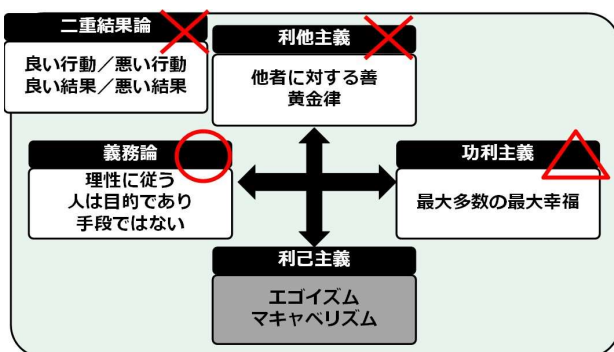 二重結果論
良い行動／悪い行動
良い結果／悪い結果
利他主義
他者に対する善
黄金律
義務論
理性に従う
人は目的であり
手段ではない
功利主義
最大多数の最大幸福
利己主義
エゴイズム
マキャベリズム